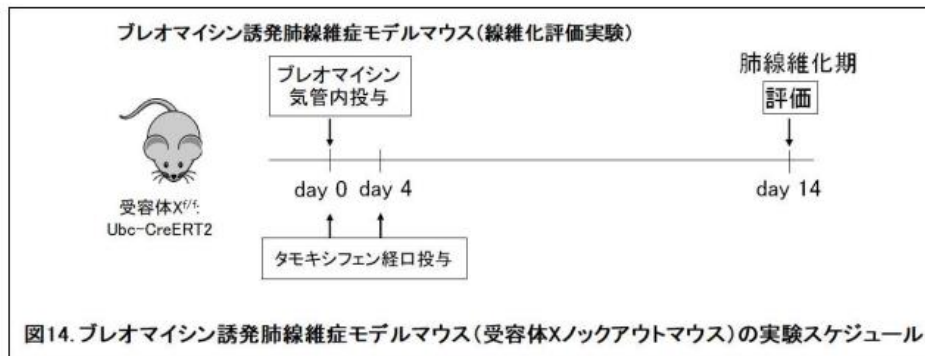 ブレオマイシン誘発肺線維症モデルマウス(線維化評価実験)
ブレオマイシン
気管内投与
肺線維化期
評価
day 0
day 4
day 14
受容体Xf/f:
Ubc-CreERT2
タモキシフェン経口投与
図14. ブレオマイシン誘発肺線維症モデルマウス(受容体Xノックアウトマウス)の実験スケジュール